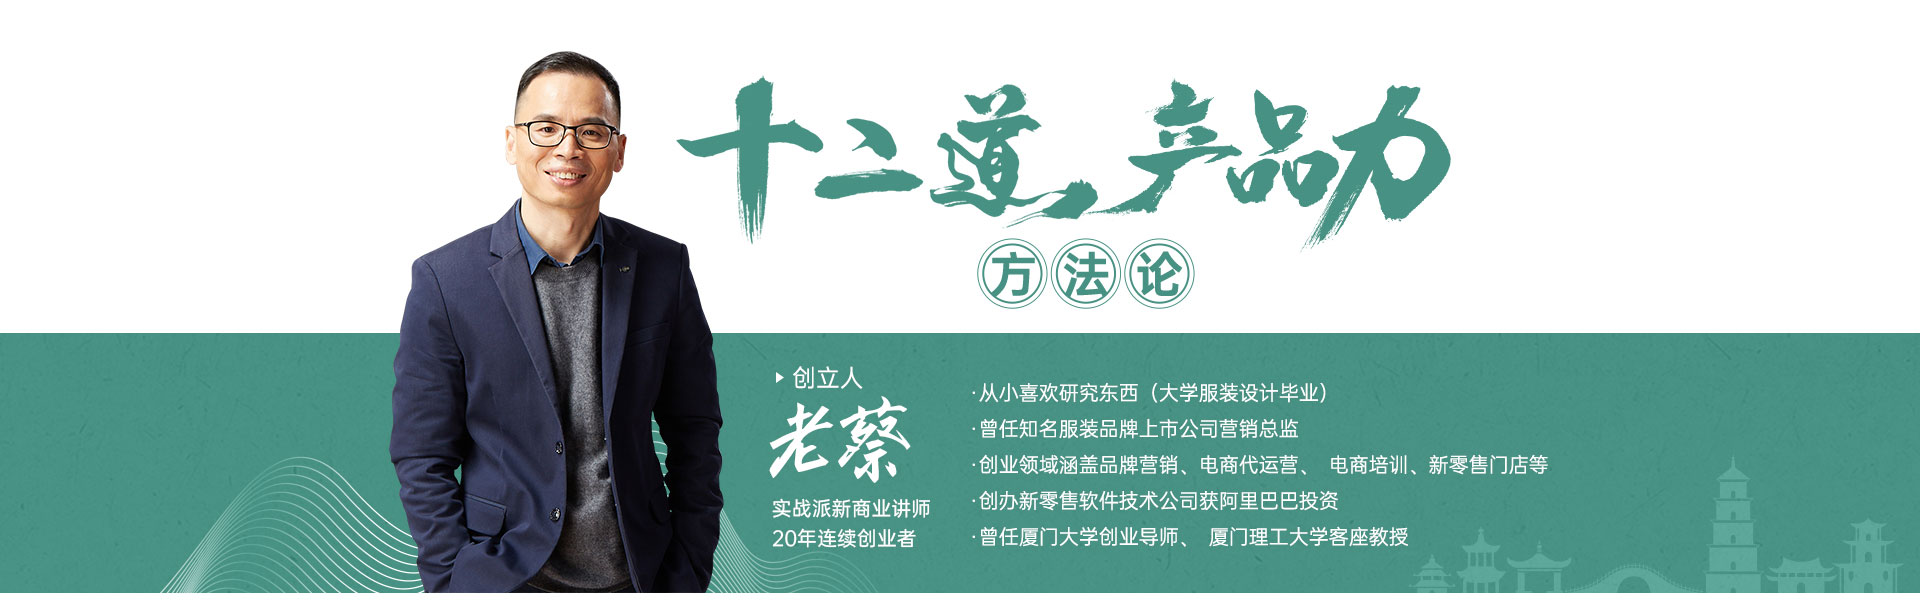 十二道产品力
方法论
创立人
老蔡
实战派新商业讲师
20年连续创业者
·从小喜欢研究东西（大学服装设计毕业）
·曾任知名服装品牌上市公司营销总监
·创业领域涵盖品牌营销、电商代运营、 电商培训、新零售门店等
·创办新零售软件技术公司获阿里巴巴投资
·曾任厦门大学创业导师、 厦门理工大学客座教授